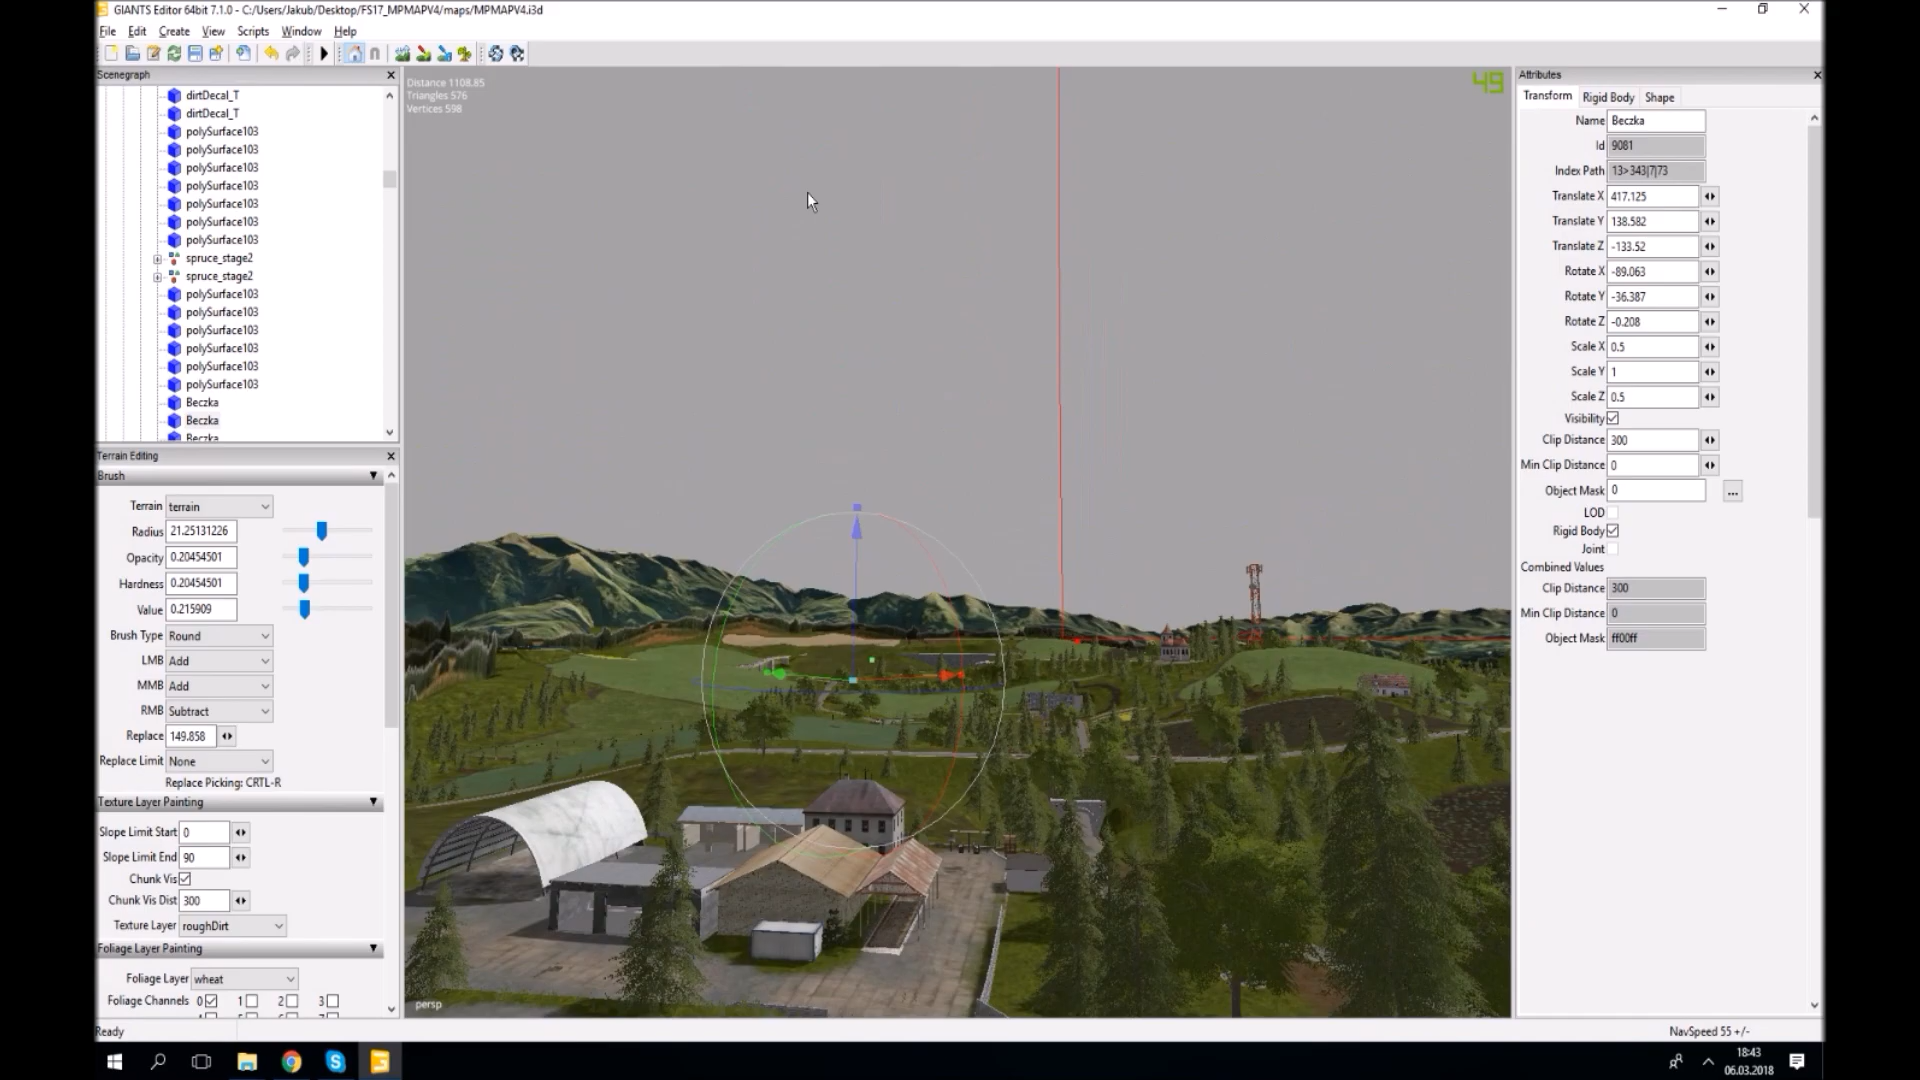 GIANTS Editor 64bit 7.1.0 - C:/Users/Jakub/Desktop/FS17_MPMAPV4/maps/MPMAPV4.i3d
File Edit Create View Scripts Window Help
Scenegraph
dirtDecal_T
dirtDecal_T
polySurface103
polySurface103
polySurface103
polySurface103
polySurface103
polySurface103
polySurface103
spruce_stage2
spruce_stage2
polySurface103
polySurface103
polySurface103
polySurface103
polySurface103
polySurface103
Beczka
Beczka
Beczka
Terrain Editing
Brush
Terrain terrain
Radius 21.25131226
Opacity 0.20454501
Hardness 0.20454501
Value 0.215909
Brush Type Round
LMB Add
MMB Add
RMB Subtract
Replace 149.858
Replace Limit None
Replace Picking: CRTL-R
Texture Layer Painting
Slope Limit Start 0
Slope Limit End 90
Chunk Vis
Chunk Vis Dist 300
Texture Layer roughDirt
Foliage Layer Painting
Foliage Layer wheat
Foliage Channels 0 1 2 3
Ready
Distance 1108.85
Triangles 576
Vertices 598
49
persp
Attributes
Transform Rigid Body Shape
Name Beczka
Id 9081
Index Path 13>343|7|73
Translate X 417.125
Translate Y 138.582
Translate Z -133.52
Rotate X -89.063
Rotate Y -36.387
Rotate Z -0.208
Scale X 0.5
Scale Y 1
Scale Z 0.5
Visibility
Clip Distance 300
Min Clip Distance 0
Object Mask 0 ...
LOD
Rigid Body
Joint
Combined Values
Clip Distance 300
Min Clip Distance 0
Object Mask ff00ff
NavSpeed 55 +/-
18:43
06.03.2018